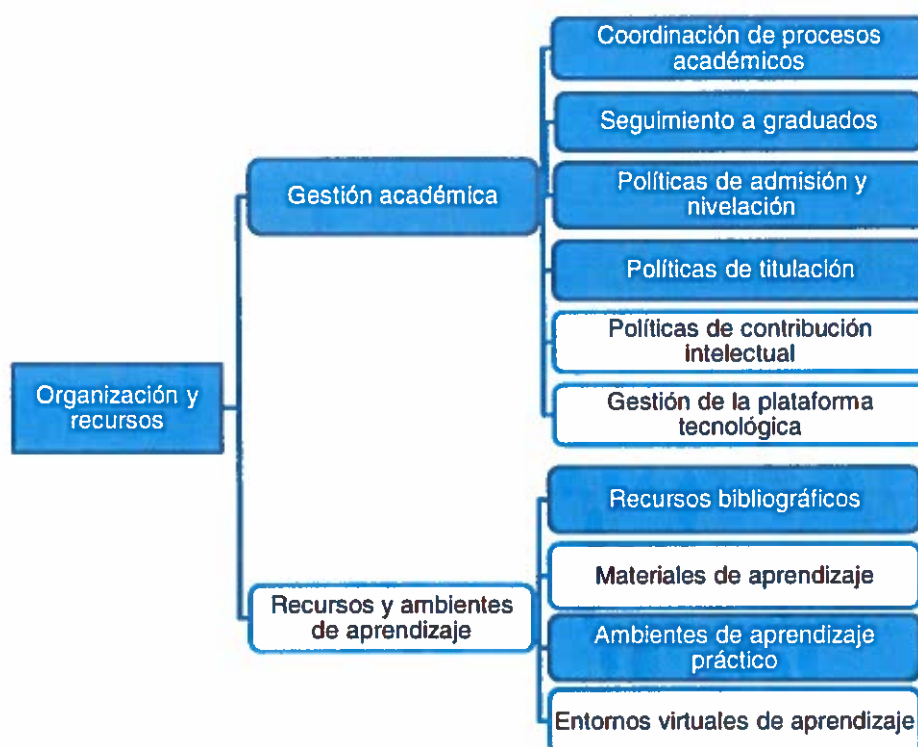 Coordinación de procesos
académicos
Seguimiento a graduados
Gestión académica
Políticas de admisión y
nivelación
Políticas de titulación
Políticas de contribución
intelectual
Organización y
recursos
Gestión de la plataforma
tecnológica
Recursos bibliográficos
Materiales de aprendizaje
Recursos y ambientes
de aprendizaje
Ambientes de aprendizaje
práctico
Entornos virtuales de aprendizaje